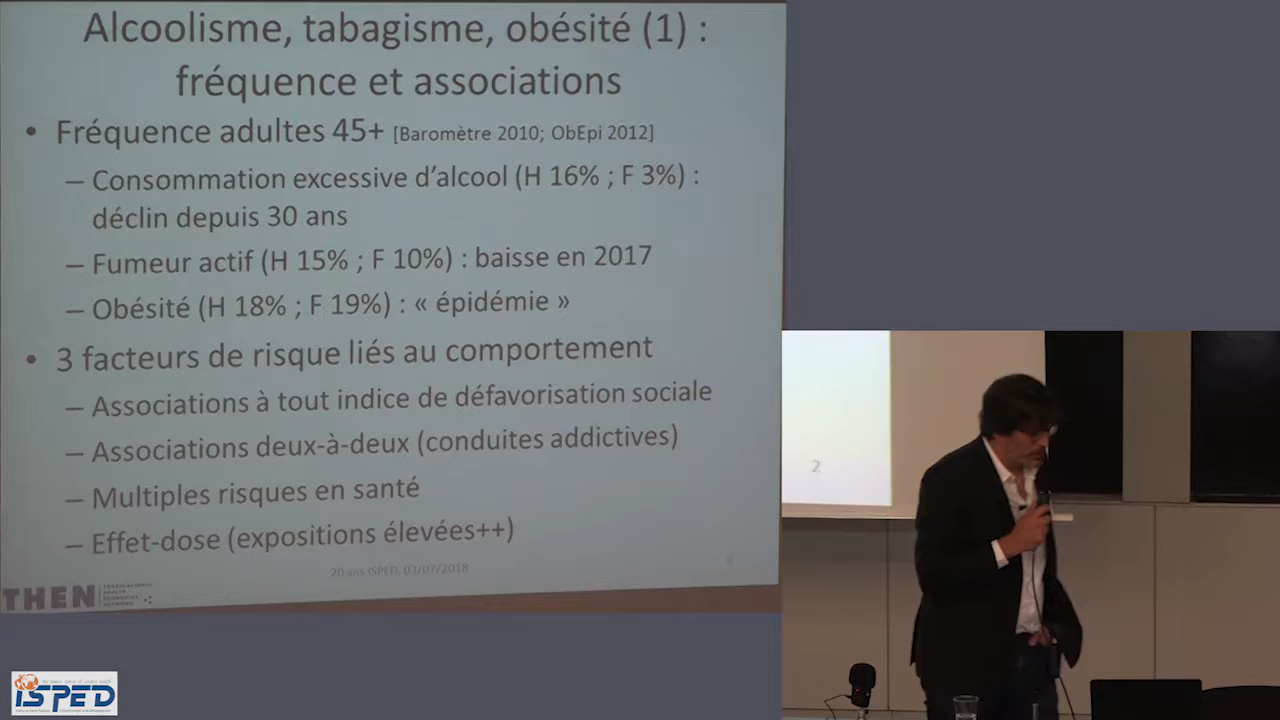 Alcoolisme, tabagisme, obésité (1) :
fréquence et associations
• Fréquence adultes 45+ [Baromètre 2010; ObEpi 2012]
– Consommation excessive d'alcool (H 16% ; F 3%) :
déclin depuis 30 ans
– Fumeur actif (H 15% ; F 10%) : baisse en 2017
– Obésité (H 18% ; F 19%) : « épidémie »
• 3 facteurs de risque liés au comportement
– Associations à tout indice de défavorisation sociale
– Associations deux-à-deux (conduites addictives)
– Multiples risques en santé
– Effet-dose (expositions élevées++)
20 ans ISPED, 03/07/2018
THEN
2
ISPED